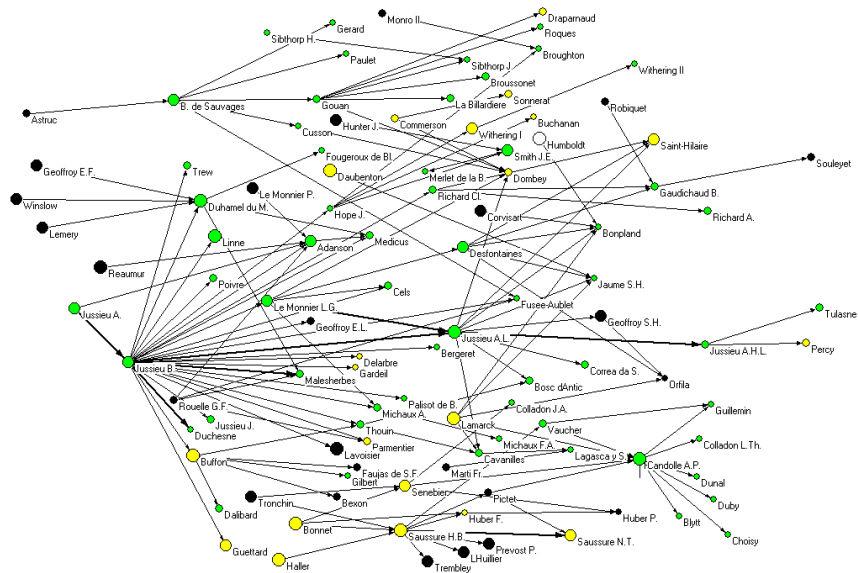 Draparnaud
Gerard
Monro II
Roques
Sibthorp H.
Broughton
Paulet
Sibthorp J.
Withering II
Broussonet
B. de Sauvages
Gouan
La Billardiere
Sonnerat
Robiquet
Astruc
Commerson
Buchanan
Cusson
Hunter J.
Withering I
Humboldt
Saint-Hilaire
Fougeroux de Bl.
Smith J.E.
Souleyet
Geoffroy E.F.
Trew
Daubenton
Merlet de la B.
Dombey
Le Monnier P.
Richard Cl.
Gaudichaud B.
Winslow
Duhamel du M.
Hope J.
Corvisart
Richard A.
Lemery
Linne
Adanson
Medicus
Bonpland
Desfontaines
Reaumur
Poivre
Cels
Jaume S.H.
Le Monnier L.G.
Fusee-Aublet
Jussieu A.
Geoffroy E.L.
Geoffroy S.H.
Tulasne
Jussieu A.L.
Bergeret
Jussieu A.H.L.
Percy
Jussieu B.
Delarbre
Gardeil
Correa da S.
Malesherbes
Orfila
Bosc dAntic
Rouelle G.F.
Palisot de B.
Michaux A.
Colladon J.A.
Guillemin
Jussieu J.
Duchesne
Thouin
Lamarck
Vaucher
Parmentier
Michaux F.A.
Colladon L.Th.
Lavoisier
Cavanilles
Lagasca y S.
Buffon
Faujas de S.F.
Marti Fr.
Candolle A.P.
Gilbert
Dunal
Tronchin
Bexon
Senebier
Pictet
Duby
Dalibard
Huber F.
Huber P.
Blytt
Bonnet
Choisy
Guettard
Saussure H.B.
Prevost P.
Saussure N.T.
Haller
Trembley
LHuillier